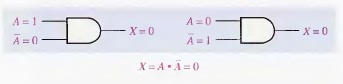 A = 1
X = 0
A̅ = 0
A = 0
X = 0
A̅ = 1
X = A • A̅ = 0